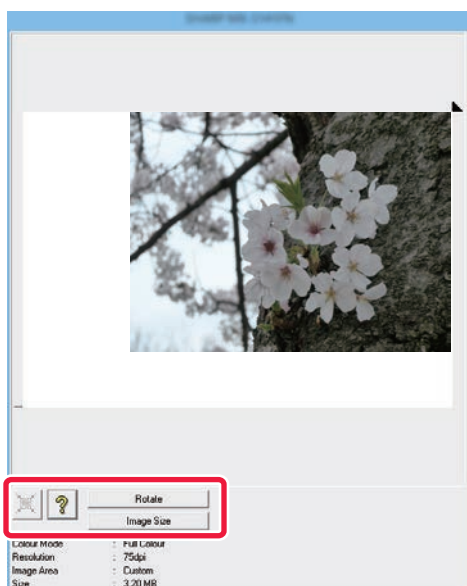 ?
Rotate
Image Size
Colour Mode : Full Colour
Resolution : 75dpi
Image Area : Custom
Size : 3.20 MB